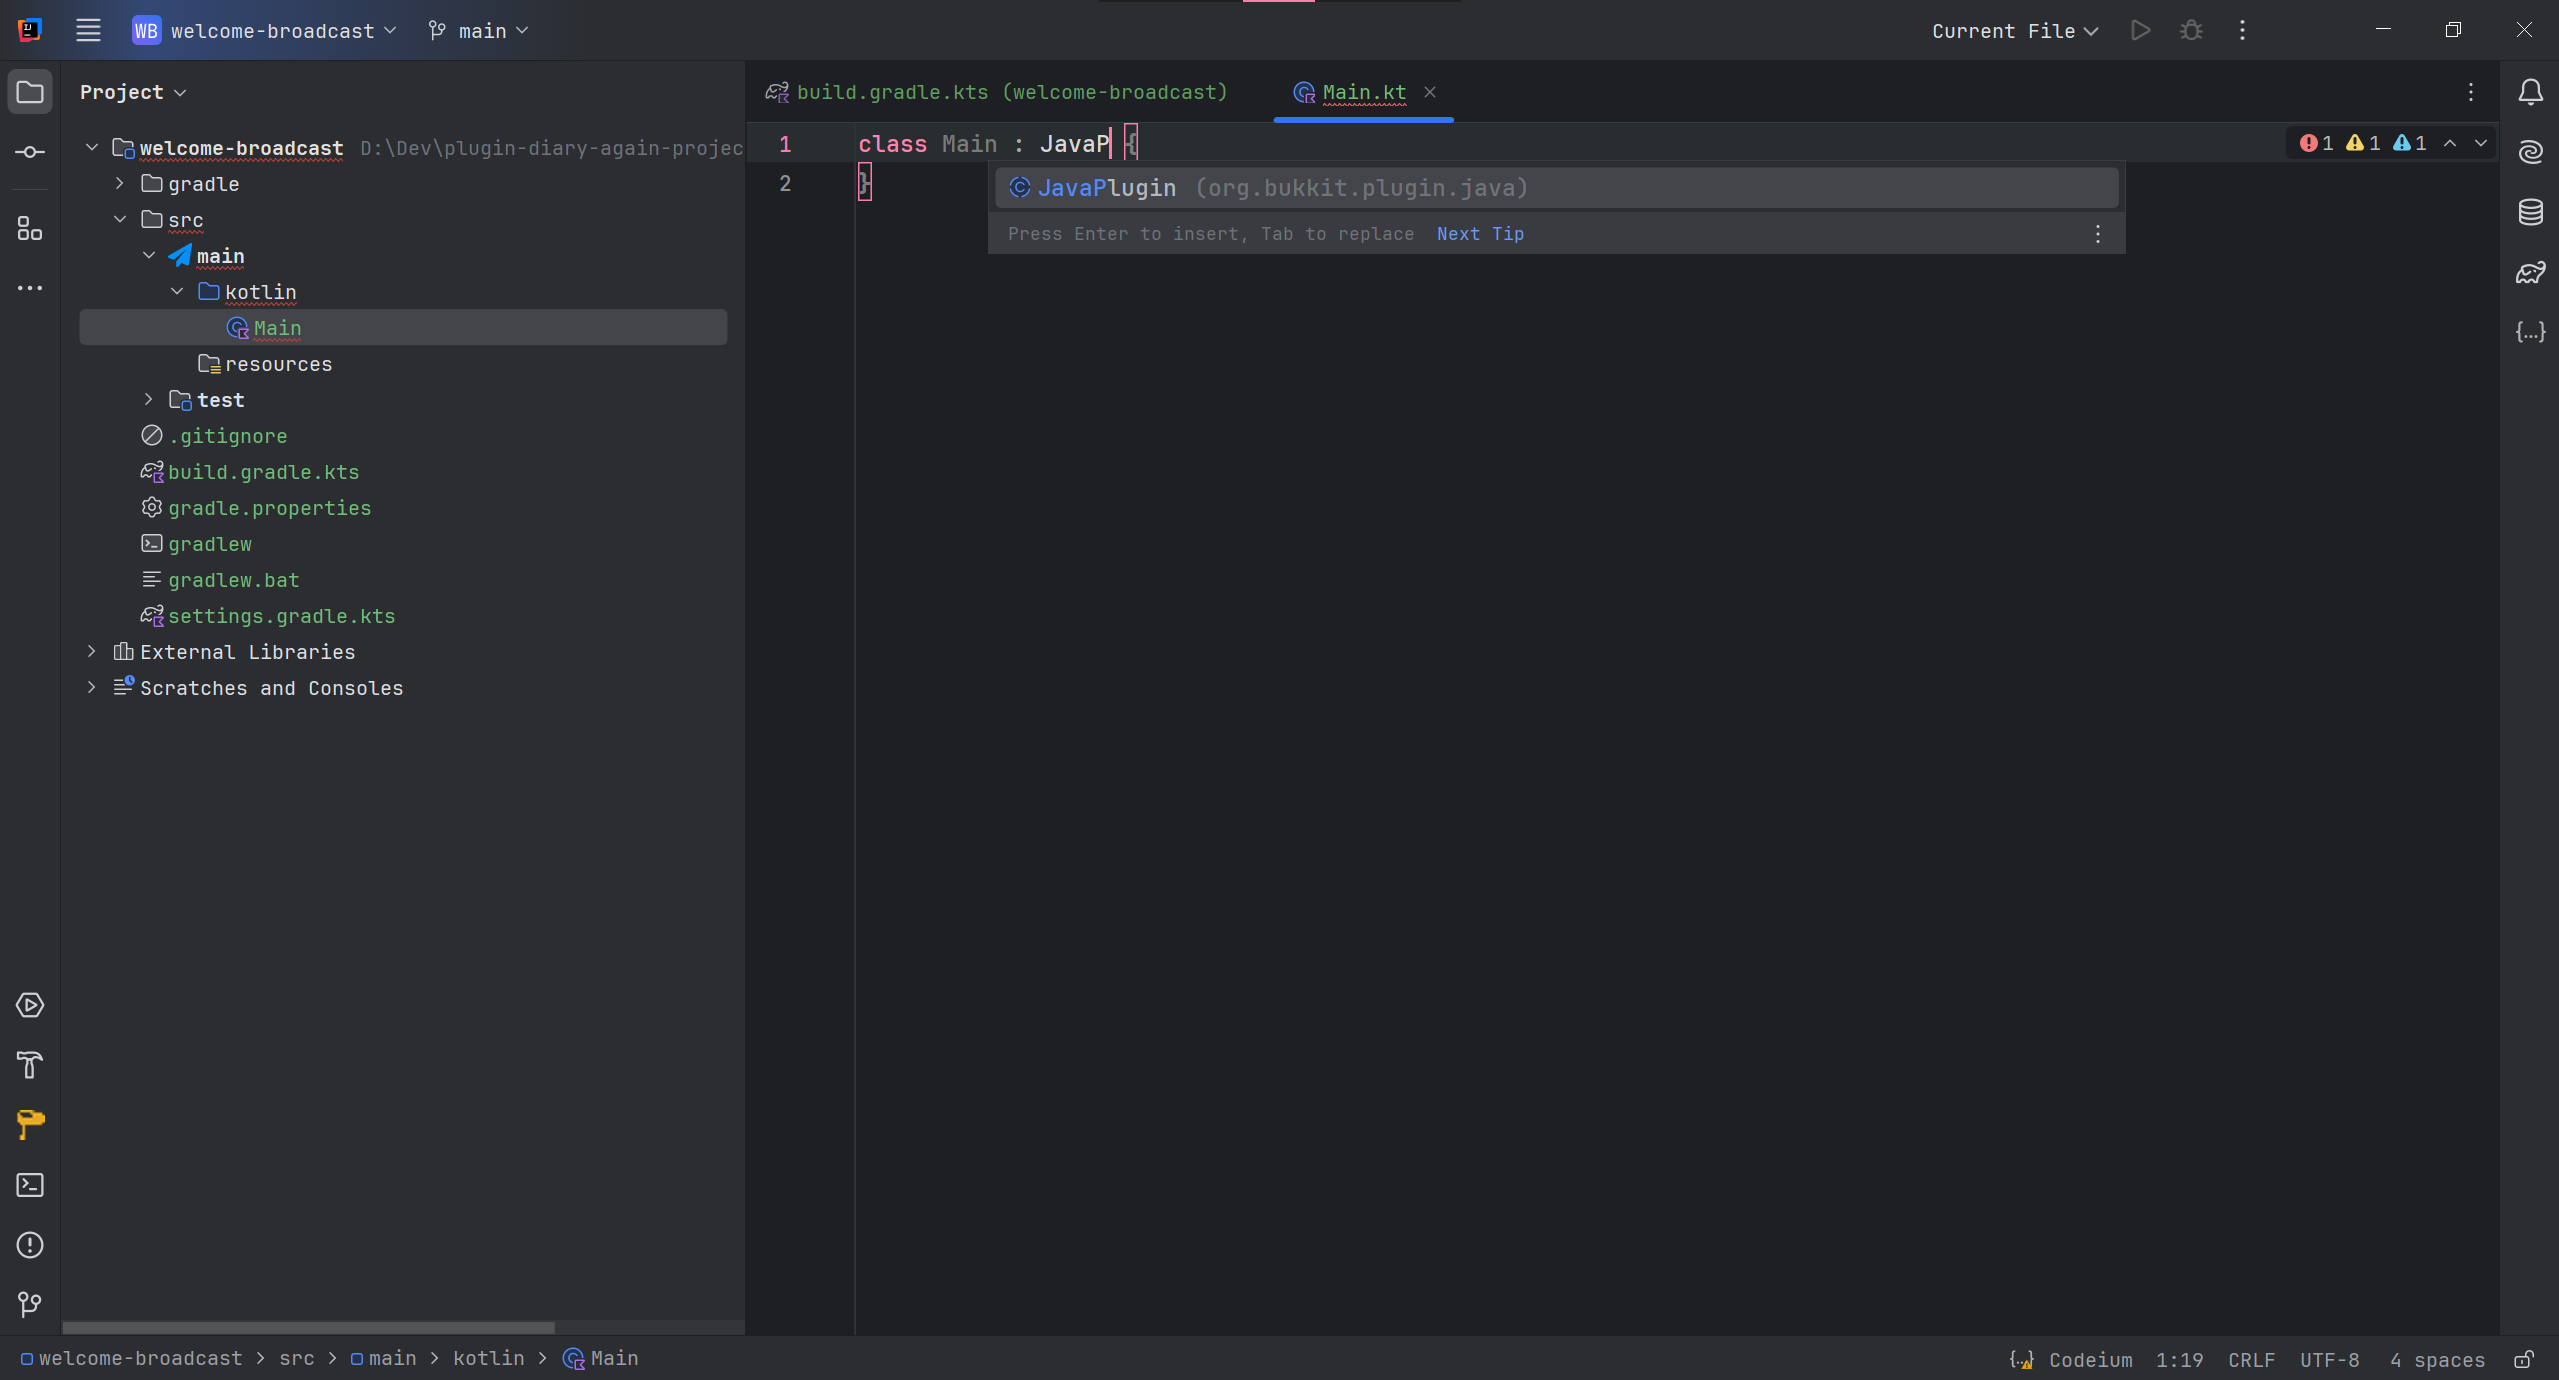 WB welcome-broadcast main Current File
Project
build.gradle.kts (welcome-broadcast) Main.kt
welcome-broadcast D:\Dev\plugin-diary-again-projec
gradle
src
main
kotlin
Main
resources
test
.gitignore
build.gradle.kts
gradle.properties
gradlew
gradlew.bat
settings.gradle.kts
External Libraries
Scratches and Consoles
1 class Main : JavaP {
1 1 1
2 }
JavaPlugin (org.bukkit.plugin.java)
Press Enter to insert, Tab to replace Next Tip
welcome-broadcast > src > main > kotlin > Main
Codeium 1:19 CRLF UTF-8 4 spaces